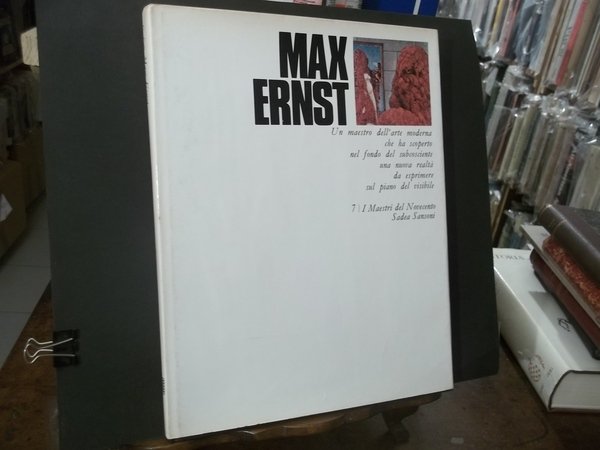 MAX
ERNST
Un maestro dell'arte moderna
che ha scoperto
nel fondo del subcosciente
una nuova realtà
da esprimere
sul piano del visibile
7 | I Maestri del Novecento
Sadea Sansoni